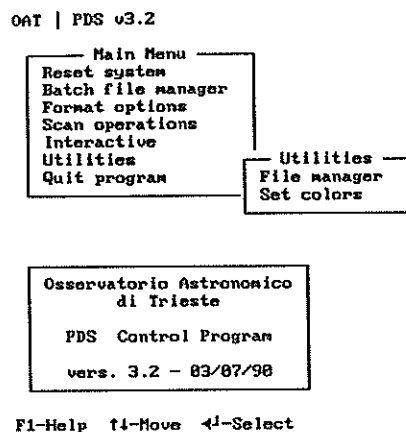 OAT | PDS v3.2
Main Menu
Reset system
Batch file manager
Format options
Scan operations
Interactive
Utilities
Quit program
Utilities
File manager
Set colors
Osservatorio Astronomico
di Trieste
PDS Control Program
vers. 3.2 - 03/07/90
F1-Help ↑↓-Move ↵-Select